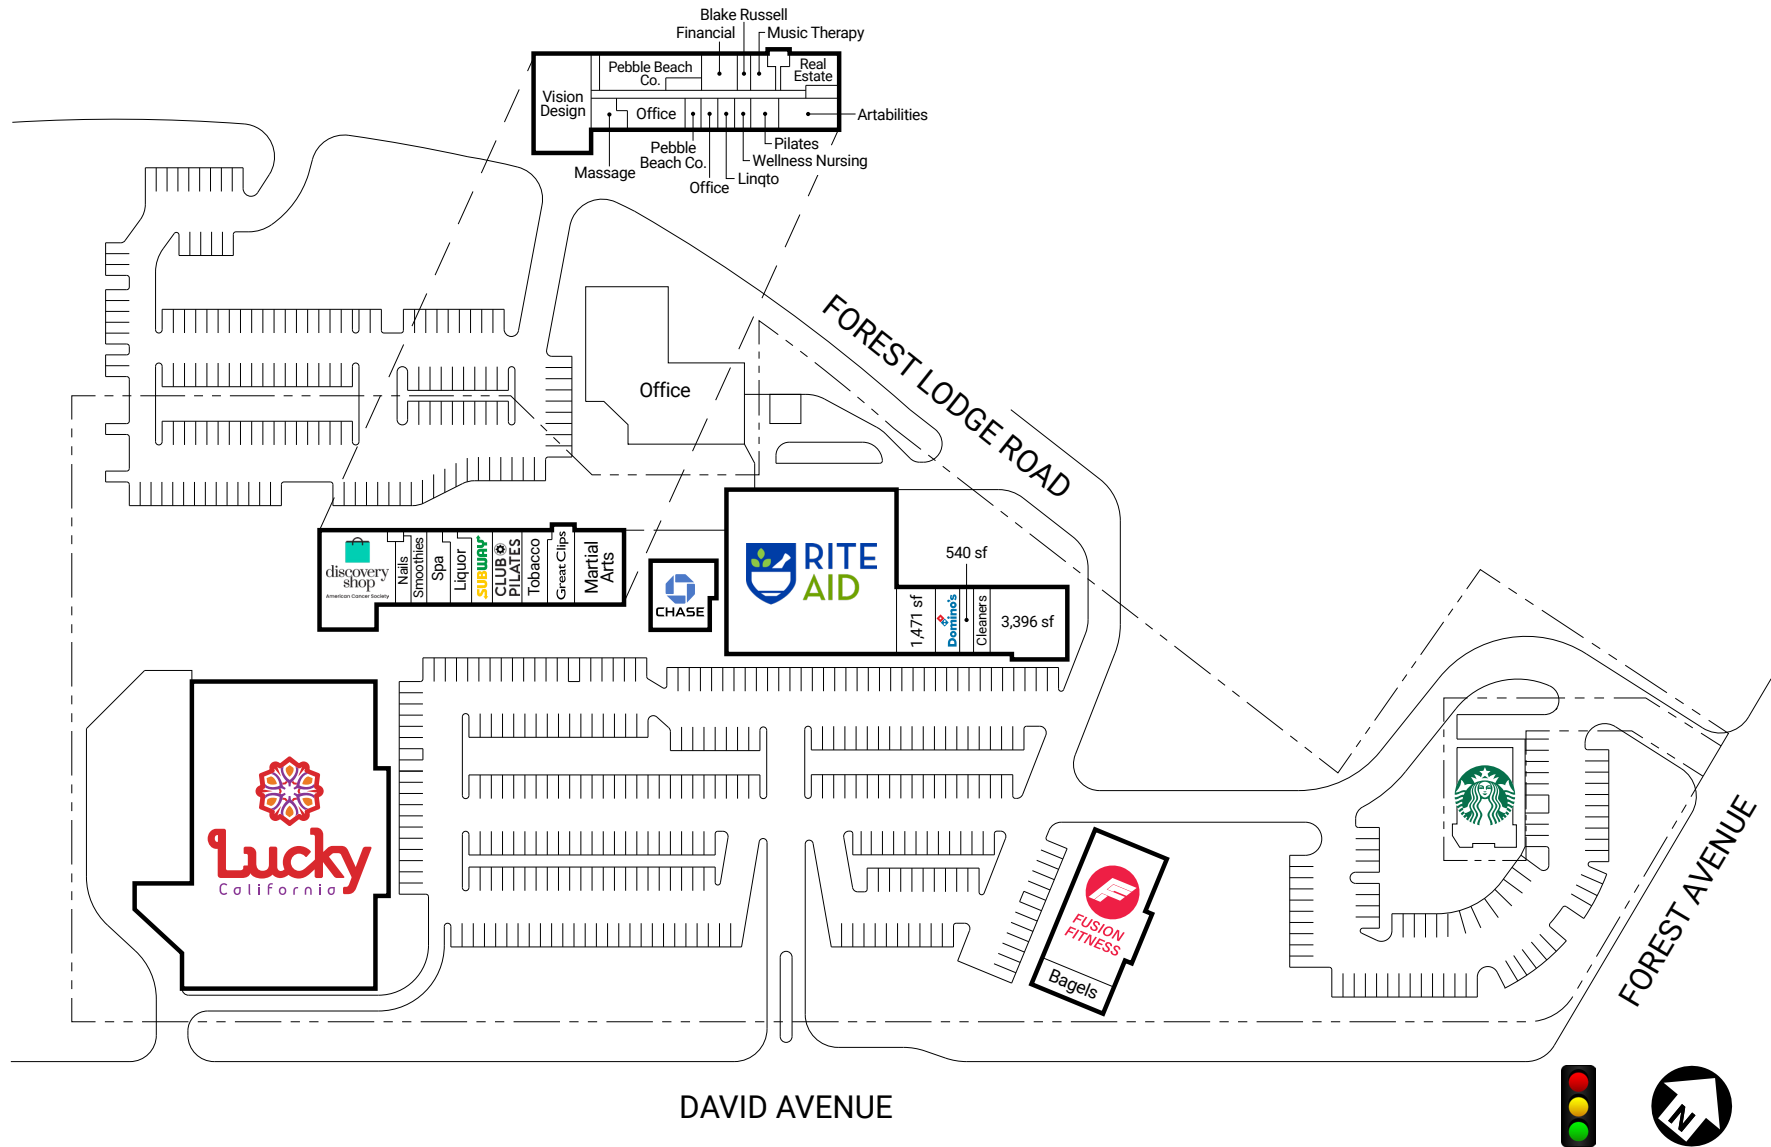 Blake Russell
Financial
Music Therapy
Pebble Beach
Co.
Real
Estate
Vision
Design
Office
Artabilities
Pilates
Pebble
Beach Co.
Wellness Nursing
Massage
Linqto
Office
FOREST LODGE ROAD
Office
discovery
shop
American Cancer Society
Nails
Smoothies
Spa
Liquor
SUBWAY
CLUB
PILATES
Tobacco
Great Clips
Martial
Arts
CHASE
RITE
AID
540 sf
1,471 sf
Domino's
Cleaners
3,396 sf
Lucky
California
FUSION
FITNESS
Bagels
FOREST AVENUE
DAVID AVENUE
N